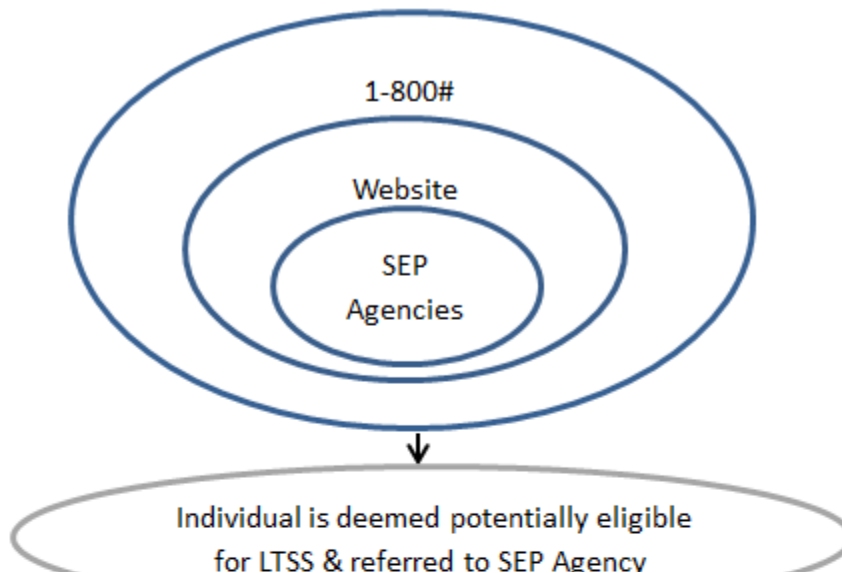 1-800#
Website
SEP
Agencies
Individual is deemed potentially eligible
for LTSS & referred to SEP Agency